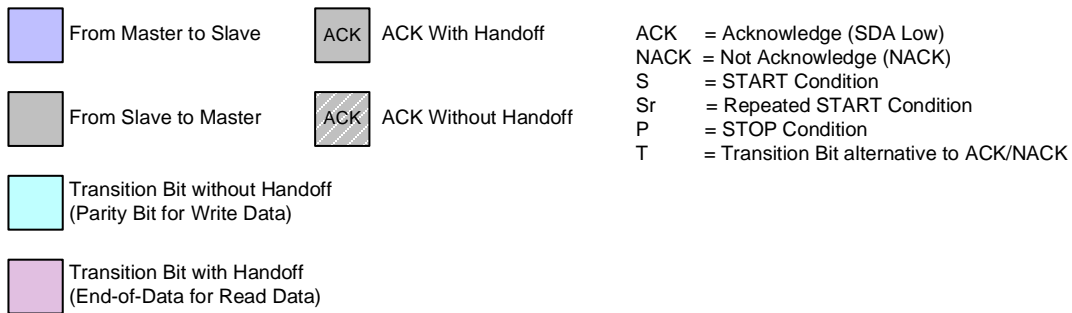 From Master to Slave
ACK
ACK With Handoff
From Slave to Master
ACK
ACK Without Handoff
Transition Bit without Handoff
(Parity Bit for Write Data)
Transition Bit with Handoff
(End-of-Data for Read Data)
ACK = Acknowledge (SDA Low)
NACK = Not Acknowledge (NACK)
S = START Condition
Sr = Repeated START Condition
P = STOP Condition
T = Transition Bit alternative to ACK/NACK